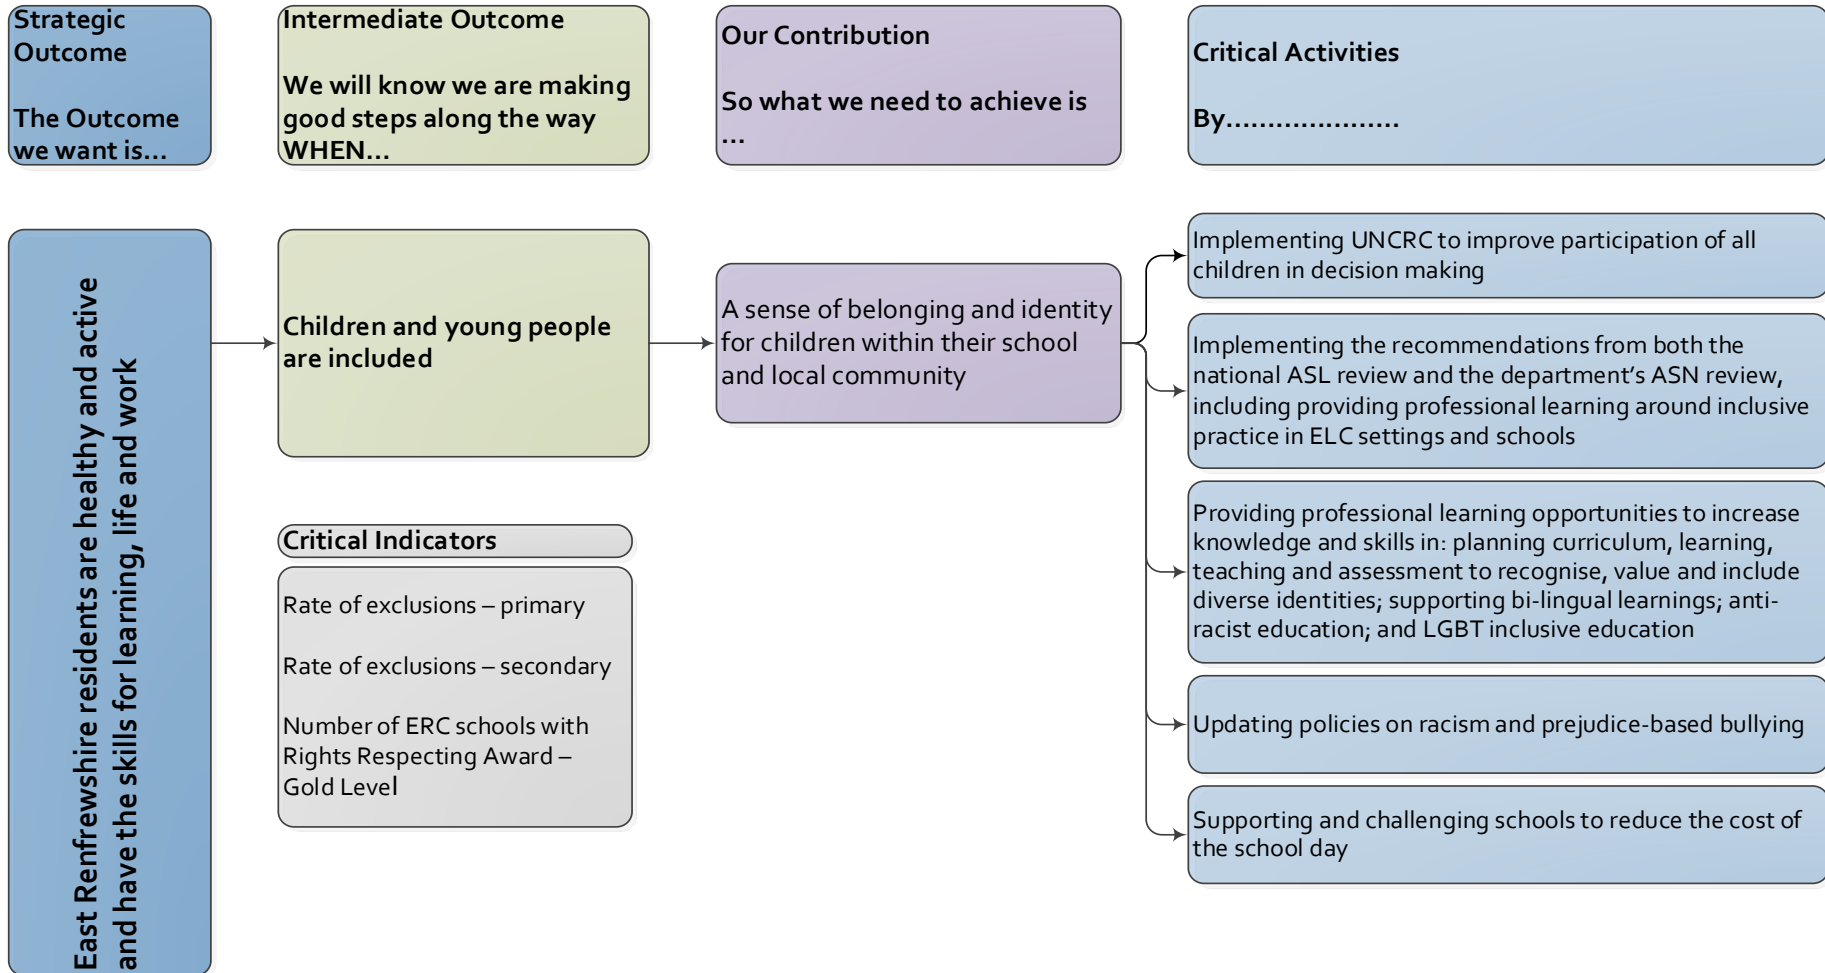 Strategic
Outcome
The Outcome
we want is...
Intermediate Outcome
We will know we are making
good steps along the way
WHEN...
Our Contribution
So what we need to achieve is
...
Critical Activities
By.....................
East Renfrewshire residents are healthy and active
and have the skills for learning, life and work
Children and young people
are included
Critical Indicators
Rate of exclusions – primary
Rate of exclusions – secondary
Number of ERC schools with
Rights Respecting Award –
Gold Level
A sense of belonging and identity
for children within their school
and local community
Implementing UNCRC to improve participation of all
children in decision making
Implementing the recommendations from both the
national ASL review and the department’s ASN review,
including providing professional learning around inclusive
practice in ELC settings and schools
Providing professional learning opportunities to increase
knowledge and skills in: planning curriculum, learning,
teaching and assessment to recognise, value and include
diverse identities; supporting bi-lingual learnings; anti-
racist education; and LGBT inclusive education
Updating policies on racism and prejudice-based bullying
Supporting and challenging schools to reduce the cost of
the school day